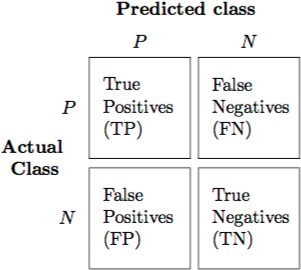 Predicted class
P N
P
True
Positives
(TP)
False
Negatives
(FN)
Actual
Class
N
False
Positives
(FP)
True
Negatives
(TN)